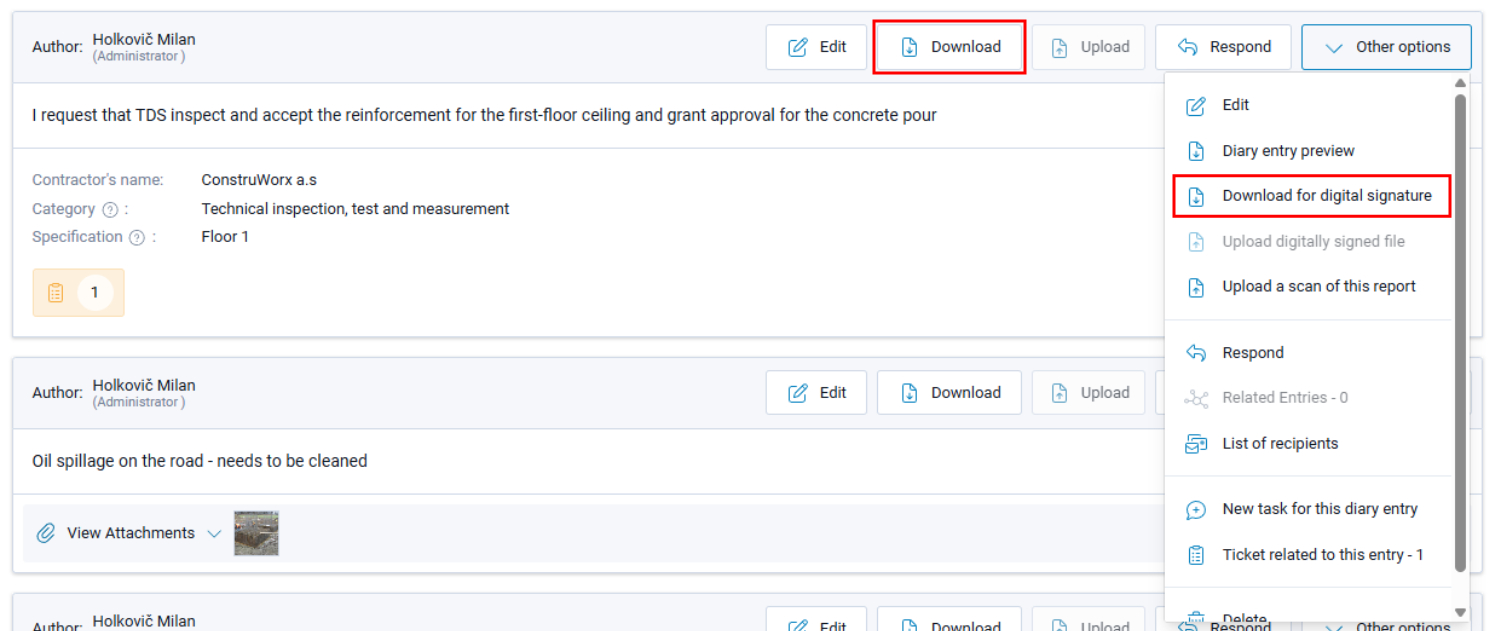 Author: Holkovič Milan
(Administrator )
Edit
Download
Upload
Respond
Other options
I request that TDS inspect and accept the reinforcement for the first-floor ceiling and grant approval for the concrete pour
Contractor's name: ConstruWorx a.s
Category ? : Technical inspection, test and measurement
Specification ? : Floor 1
1
Edit
Diary entry preview
Download for digital signature
Upload digitally signed file
Upload a scan of this report
Respond
Related Entries - 0
List of recipients
New task for this diary entry
Ticket related to this entry - 1
Delete
Author: Holkovič Milan
(Administrator )
Edit
Download
Upload
Oil spillage on the road - needs to be cleaned
View Attachments
Author: Holkovič Milan
Edit
Download
Upload
Respond
Other options